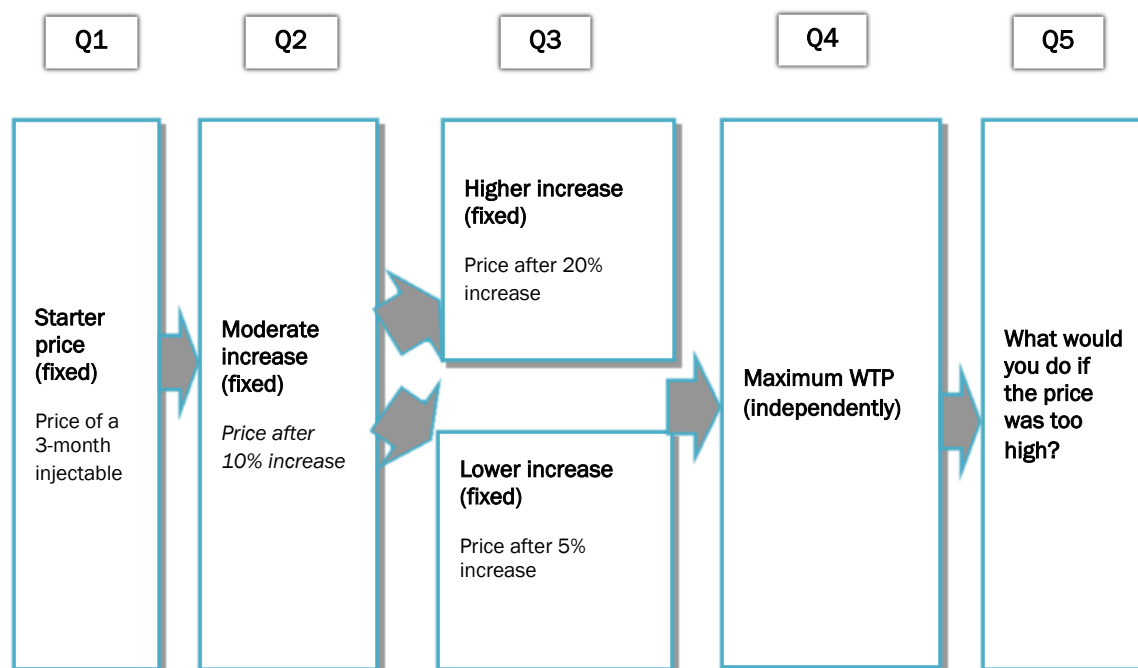 Q1
Q2
Q3
Q4
Q5
Starter
price
(fixed)
Price of a
3-month
injectable
Moderate
increase
(fixed)
Price after
10% increase
Higher increase
(fixed)
Price after 20%
increase
Lower increase
(fixed)
Price after 5%
increase
Maximum WTP
(independently)
What would
you do if
the price
was too
high?